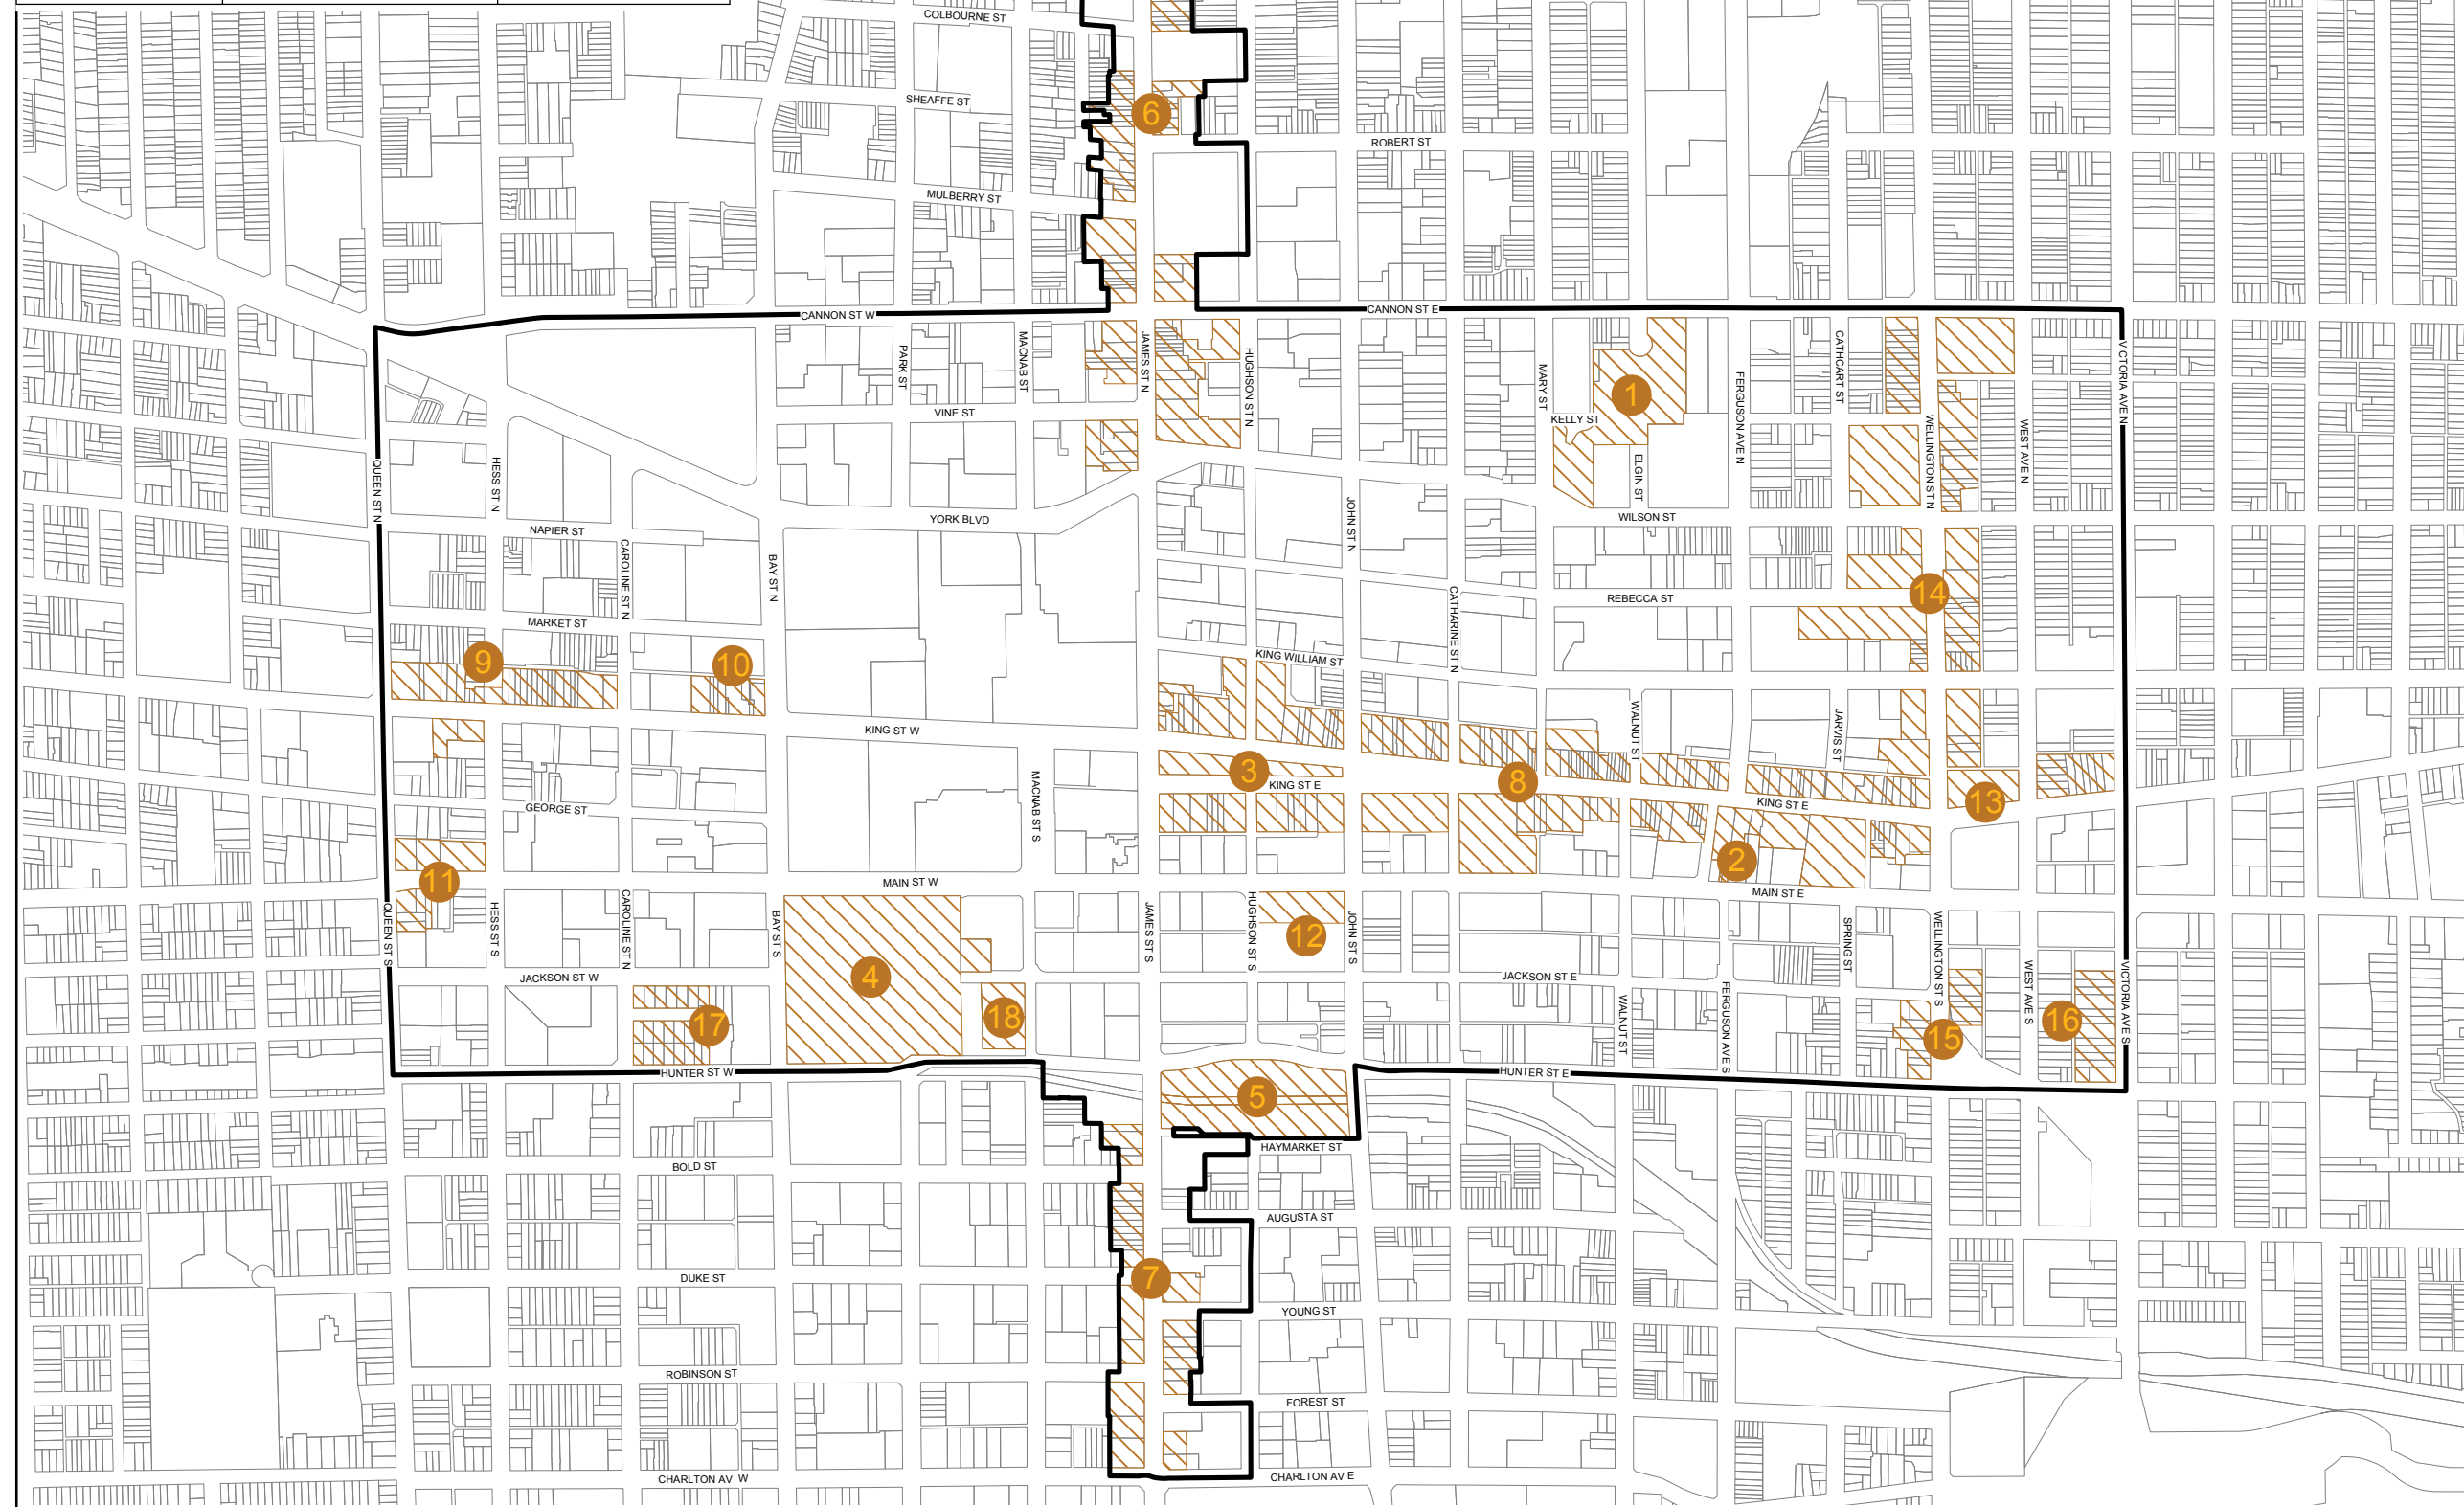 COLBOURNE ST
SHEAFFE ST
6
ROBERT ST
MULBERRY ST
CANNON ST W
CANNON ST E
PARK ST
MACNAB ST
JAMES ST N
HUGHSON ST N
MARY ST
1
FERGUSON AVE N
CATHCART ST
VICTORIA AVE N
VINE ST
KELLY ST
WELLINGTON ST N
WEST AVE N
QUEEN ST N
HESS ST N
ELGIN ST
NAPIER ST
YORK BLVD
JOHN ST N
WILSON ST
CAROLINE ST N
BAY ST N
CATHARINE ST N
REBECCA ST
14
MARKET ST
9
10
KING WILLIAM ST
KING ST W
WALNUT ST
JARVIS ST
3
KING ST E
8
KING ST E
13
GEORGE ST
MACNAB ST S
2
MAIN ST W
MAIN ST E
11
QUEEN ST S
HESS ST S
CAROLINE ST N
BAY ST S
JAMES ST S
HUGHSON ST S
12
JOHN ST S
SPRING ST
WELLINGTON ST S
JACKSON ST W
4
JACKSON ST E
WEST AVE S
VICTORIA AVE S
17
18
WALNUT ST
FERGUSON AVE S
15
16
HUNTER ST W
HUNTER ST E
5
HAYMARKET ST
BOLD ST
AUGUSTA ST
DUKE ST
7
YOUNG ST
ROBINSON ST
FOREST ST
CHARLTON AV W
CHARLTON AV E